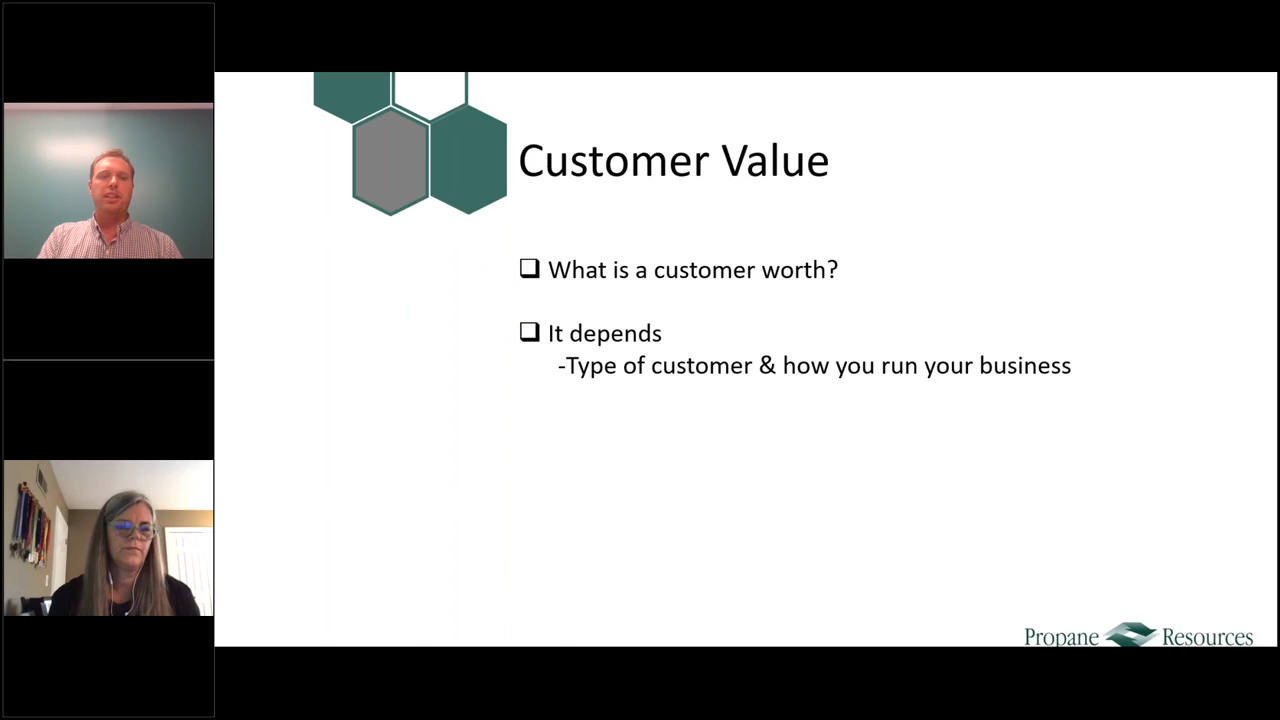 Customer Value
❑ What is a customer worth?
❑ It depends
-Type of customer & how you run your business
Propane Resources